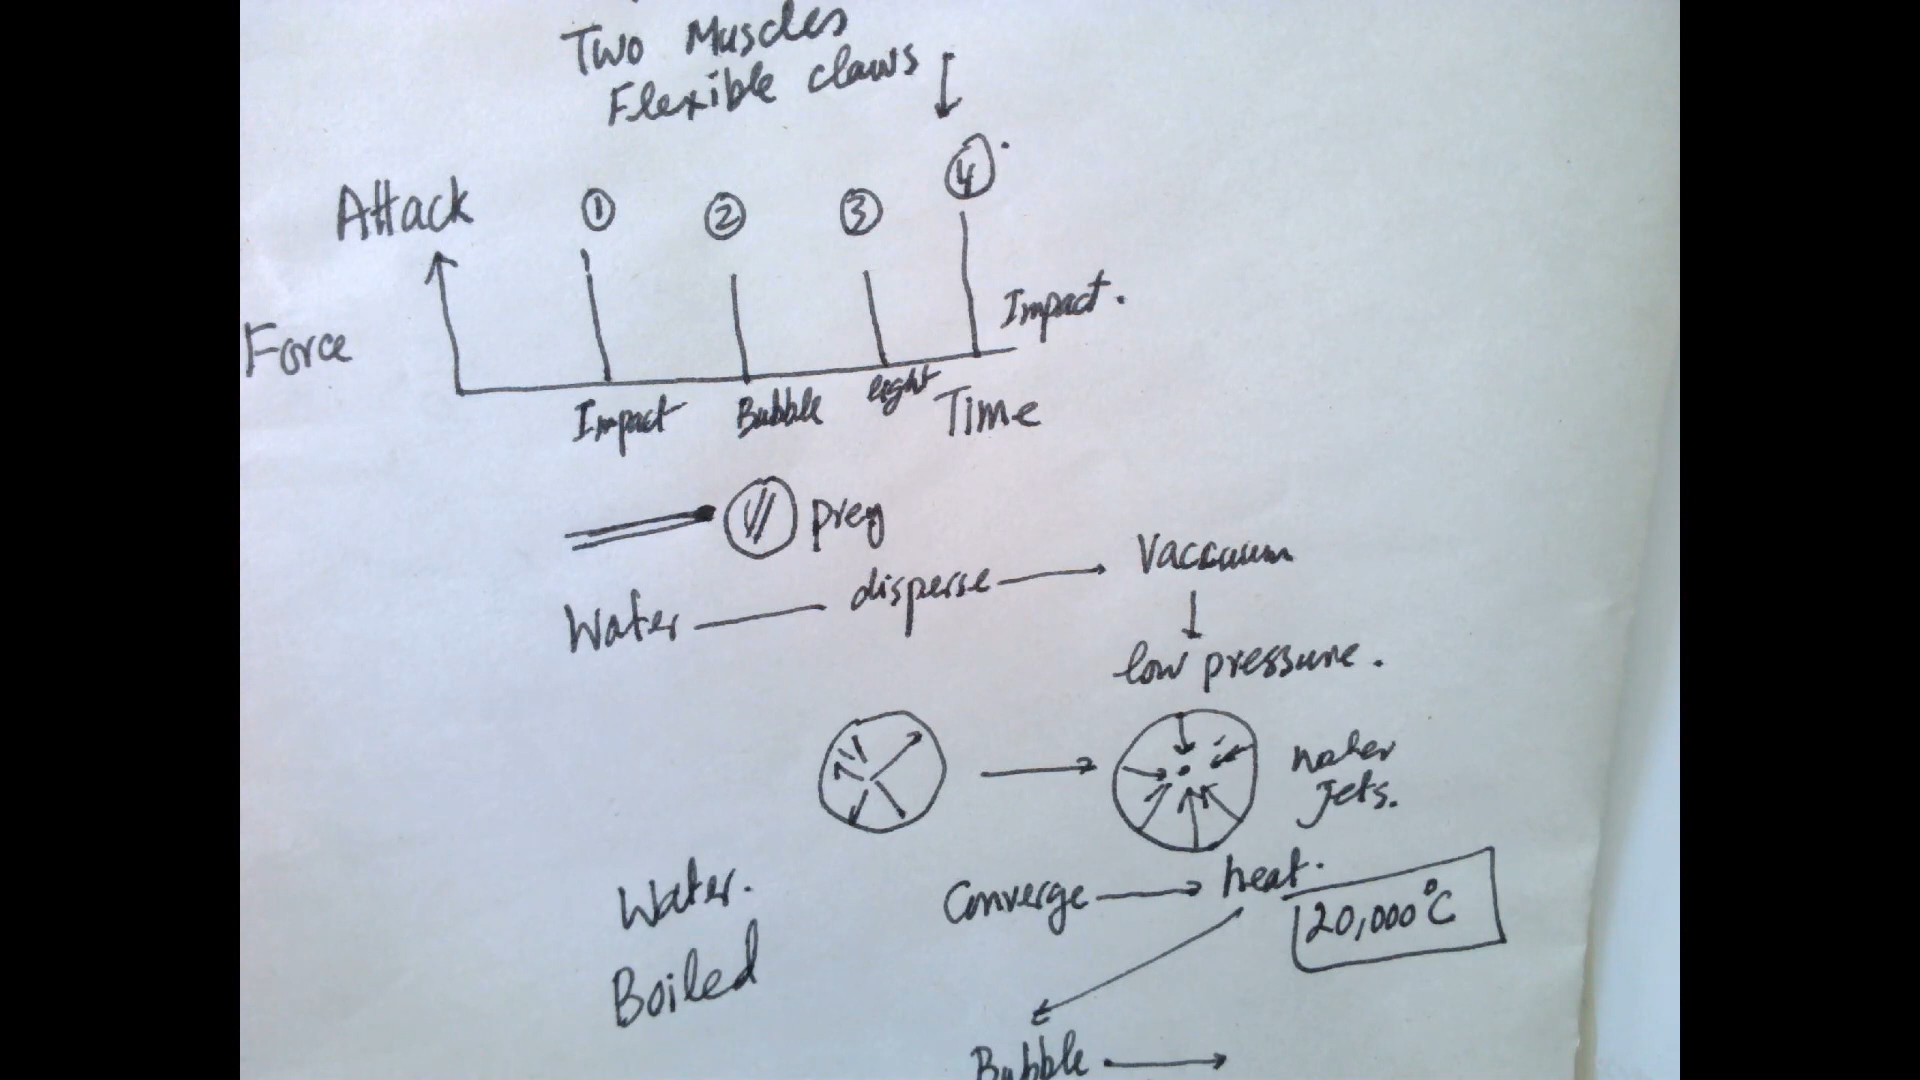 Two Muscles
Flexible claws
Attack
1 2 3 4
Force
Impact.
Impact Bubble light Time
prey
Water disperse Vaccuum
low pressure.
water
Jets.
Water.
Converge heat.
20,000°C
Boiled
Bubble